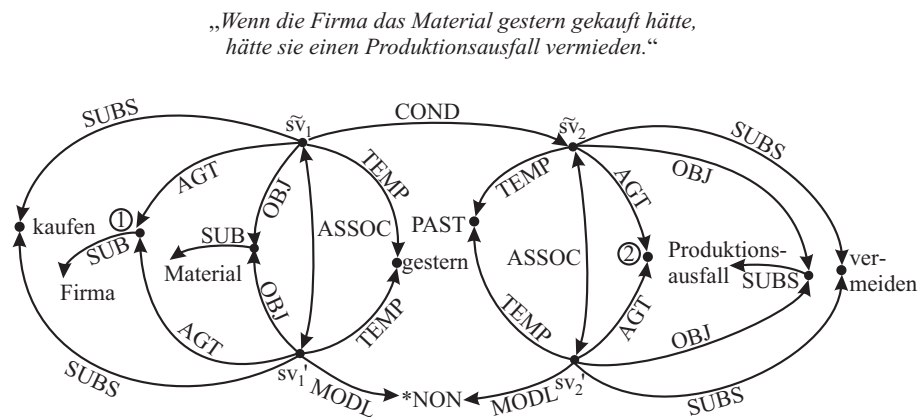 „Wenn die Firma das Material gestern gekauft hätte,
hätte sie einen Produktionsausfall vermieden.“
SUBS
s̃v₁
COND
s̃v₂
SUBS
AGT
OBJ
TEMP
TEMP
AGT
OBJ
kaufen
①
SUB
Firma
SUB
Material
ASSOC
gestern
PAST
ASSOC
②
Produktions-
ausfall
SUBS
ver-
meiden
AGT
OBJ
TEMP
TEMP
AGT
OBJ
SUBS
sv₁'
MODL
*NON
MODL
sv₂'
SUBS